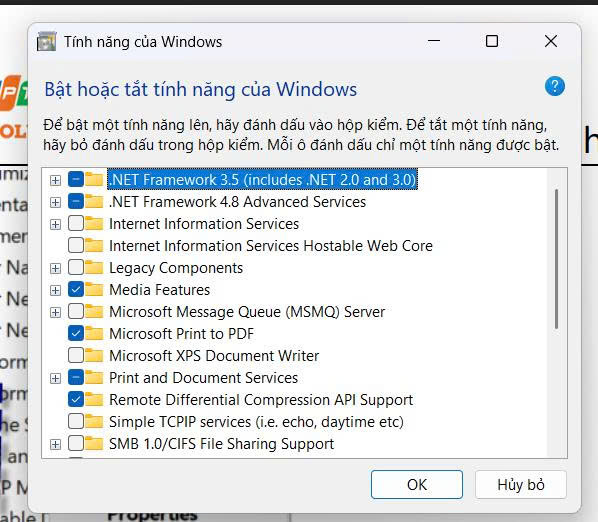 Tính năng của Windows
Bật hoặc tắt tính năng của Windows
?
Để bật một tính năng lên, hãy đánh dấu vào hộp kiểm. Để tắt một tính năng,
hãy bỏ đánh dấu trong hộp kiểm. Mỗi ô đánh dấu chỉ một tính năng được bật.
.NET Framework 3.5 (includes .NET 2.0 and 3.0)
.NET Framework 4.8 Advanced Services
Internet Information Services
Internet Information Services Hostable Web Core
Legacy Components
Media Features
Microsoft Message Queue (MSMQ) Server
Microsoft Print to PDF
Microsoft XPS Document Writer
Print and Document Services
Remote Differential Compression API Support
Simple TCPIP services (i.e. echo, daytime etc)
SMB 1.0/CIFS File Sharing Support
OK
Hủy bỏ
Properties